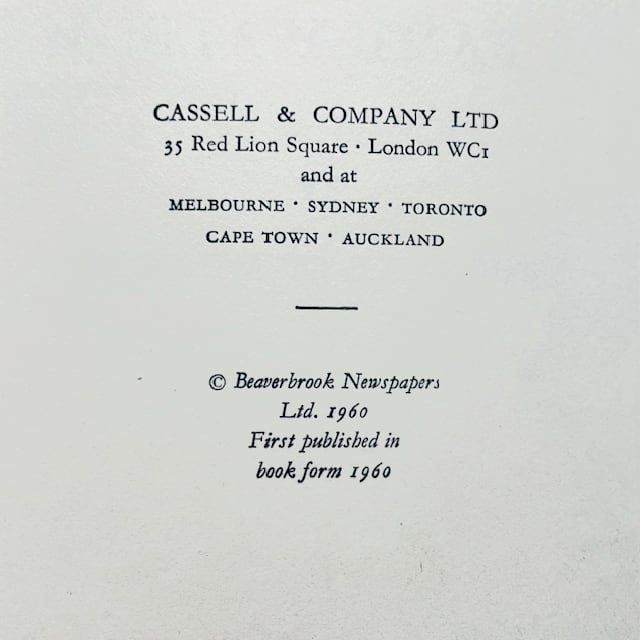 CASSELL & COMPANY LTD
35 Red Lion Square · London WC1
and at
MELBOURNE · SYDNEY · TORONTO
CAPE TOWN · AUCKLAND
© Beaverbrook Newspapers
Ltd. 1960
First published in
book form 1960